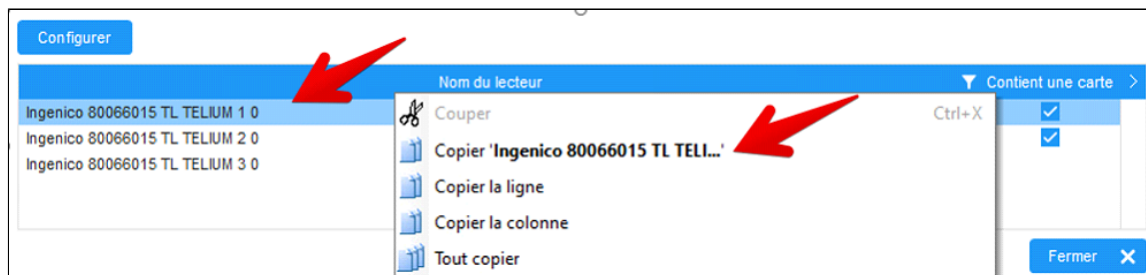 Configurer
Nom du lecteur Contient une carte
Ingenico 80066015 TL TELIUM 1 0
Ingenico 80066015 TL TELIUM 2 0
Ingenico 80066015 TL TELIUM 3 0
Couper Ctrl+X
Copier 'Ingenico 80066015 TL TELI...'
Copier la ligne
Copier la colonne
Tout copier
Fermer